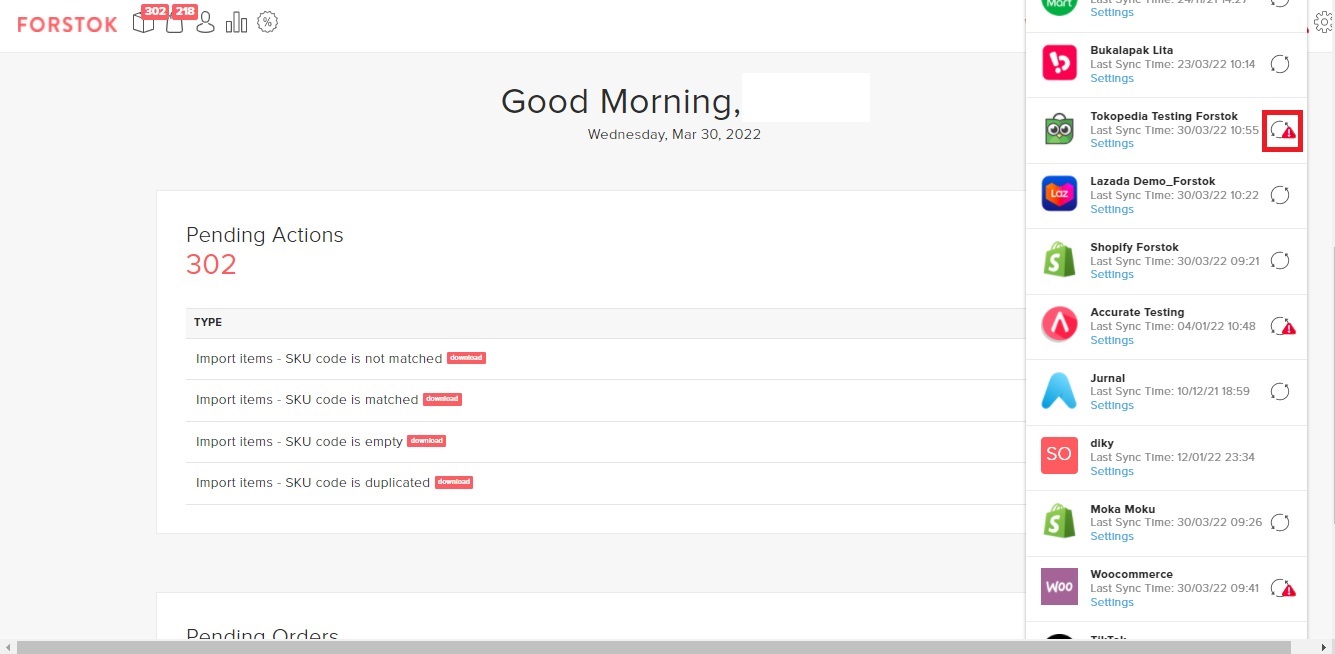 FORSTOK
302
218
%
Good Morning,
Wednesday, Mar 30, 2022
Pending Actions
302
TYPE
Import items - SKU code is not matched download
Import items - SKU code is matched download
Import items - SKU code is empty download
Import items - SKU code is duplicated download
Pending Orders
Mart
Last Sync Time: 24/11/21 14:27
Settings
Bukalapak Lita
Last Sync Time: 23/03/22 10:14
Settings
Tokopedia Testing Forstok
Last Sync Time: 30/03/22 10:55
Settings
Laz
Lazada Demo_Forstok
Last Sync Time: 30/03/22 10:22
Settings
S
Shopify Forstok
Last Sync Time: 30/03/22 09:21
Settings
Accurate Testing
Last Sync Time: 04/01/22 10:48
Settings
Jurnal
Last Sync Time: 10/12/21 18:59
Settings
SO
diky
Last Sync Time: 12/01/22 23:34
Settings
S
Moka Moku
Last Sync Time: 30/03/22 09:26
Settings
Woo
Woocommerce
Last Sync Time: 30/03/22 09:41
Settings
TikTok